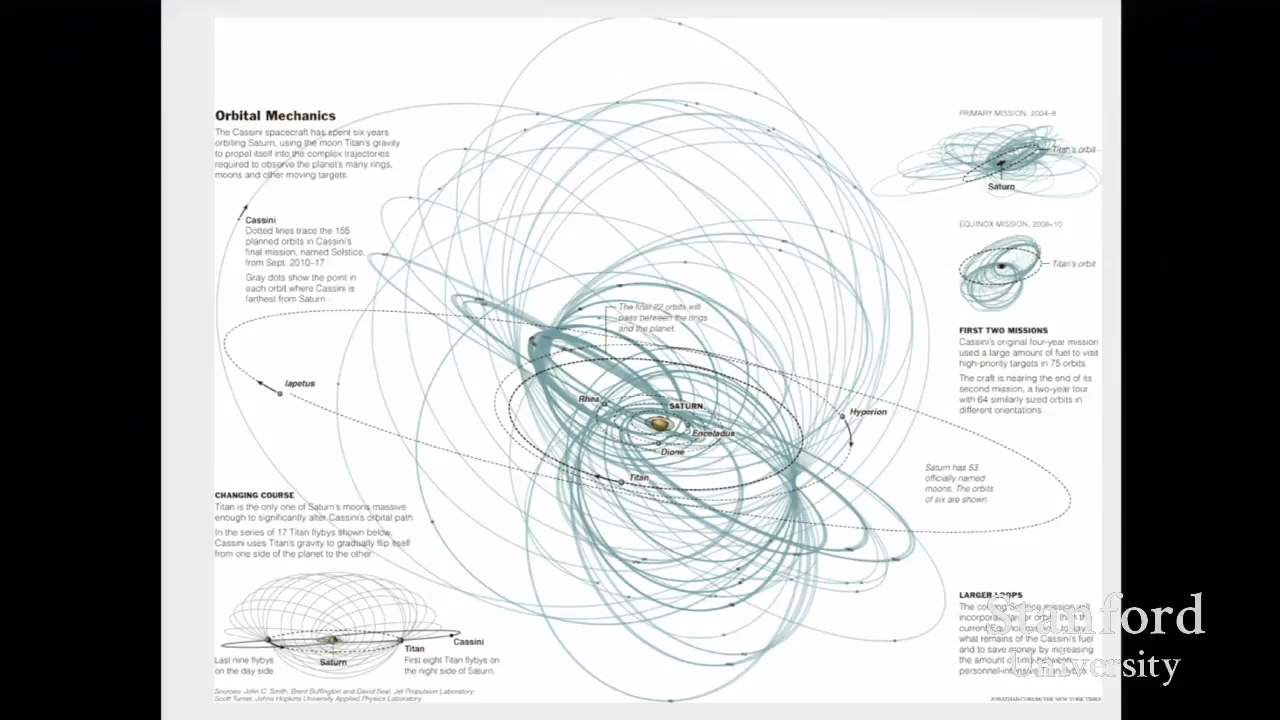 Orbital Mechanics
The Cassini spacecraft has spent six years
orbiting Saturn, using the moon Titan's gravity
to propel itself into the complex trajectories
required to observe the planet's many rings,
moons and other moving targets.
Cassini
Dotted lines trace the 155
planned orbits in Cassini's
final mission, named Solstice,
from Sept. 2010–17.
Gray dots show the point in
each orbit where Cassini is
farthest from Saturn.
PRIMARY MISSION, 2004–8
Titan's orbit
Saturn
EQUINOX MISSION, 2008–10
Titan's orbit
The final 22 orbits will
pass between the rings
and the planet
FIRST TWO MISSIONS
Cassini's original four-year mission
used a large amount of fuel to visit
high-priority targets in 75 orbits.
The craft is nearing the end of its
second mission, a two-year tour
with 64 similarly sized orbits in
different orientations.
Iapetus
Rhea
SATURN
Hyperion
Enceladus
Dione
Titan
Saturn has 53
officially named
moons. The orbits
of six are shown.
CHANGING COURSE
Titan is the only one of Saturn's moons massive
enough to significantly alter Cassini's orbital path.
In the series of 17 Titan flybys shown below,
Cassini uses Titan's gravity to gradually flip itself
from one side of the planet to the other.
Cassini
Titan
Saturn
Last nine flybys
on the day side.
First eight Titan flybys on
the night side of Saturn.
LARGER LOOPS
The Solstice mission will
what remains of the Cassini's fuel
and to save money by increasing
the amount of
Sources: John C. Smith, Brent Buffington and David Seal, Jet Propulsion Laboratory;
Scott Turner, Johns Hopkins University Applied Physics Laboratory
JONATHAN CORUM/THE NEW YORK TIMES
Stanford
University